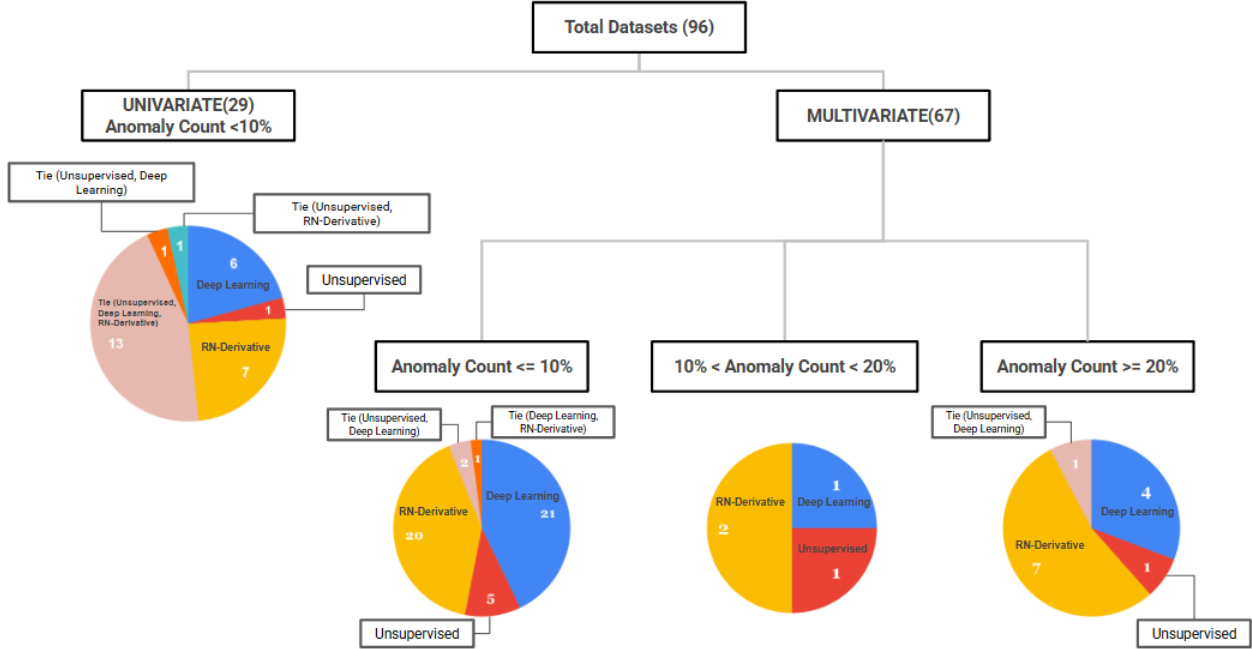 Total Datasets (96)
UNIVARIATE(29)
Anomaly Count <10%
MULTIVARIATE(67)
Tie (Unsupervised, Deep
Learning)
Tie (Unsupervised,
RN-Derivative)
1
1
6
Deep Learning
Unsupervised
1
Tie (Unsupervised,
Deep Learning,
RN-Derivative)
13
RN-Derivative
7
Anomaly Count <= 10%
10% < Anomaly Count < 20%
Anomaly Count >= 20%
Tie (Unsupervised,
Deep Learning)
Tie (Deep Learning,
RN-Derivative)
2
1
Deep Learning
21
RN-Derivative
20
5
Unsupervised
1
Deep Learning
RN-Derivative
2
Unsupervised
1
Tie (Unsupervised,
Deep Learning)
1
4
Deep Learning
RN-Derivative
7
1
Unsupervised